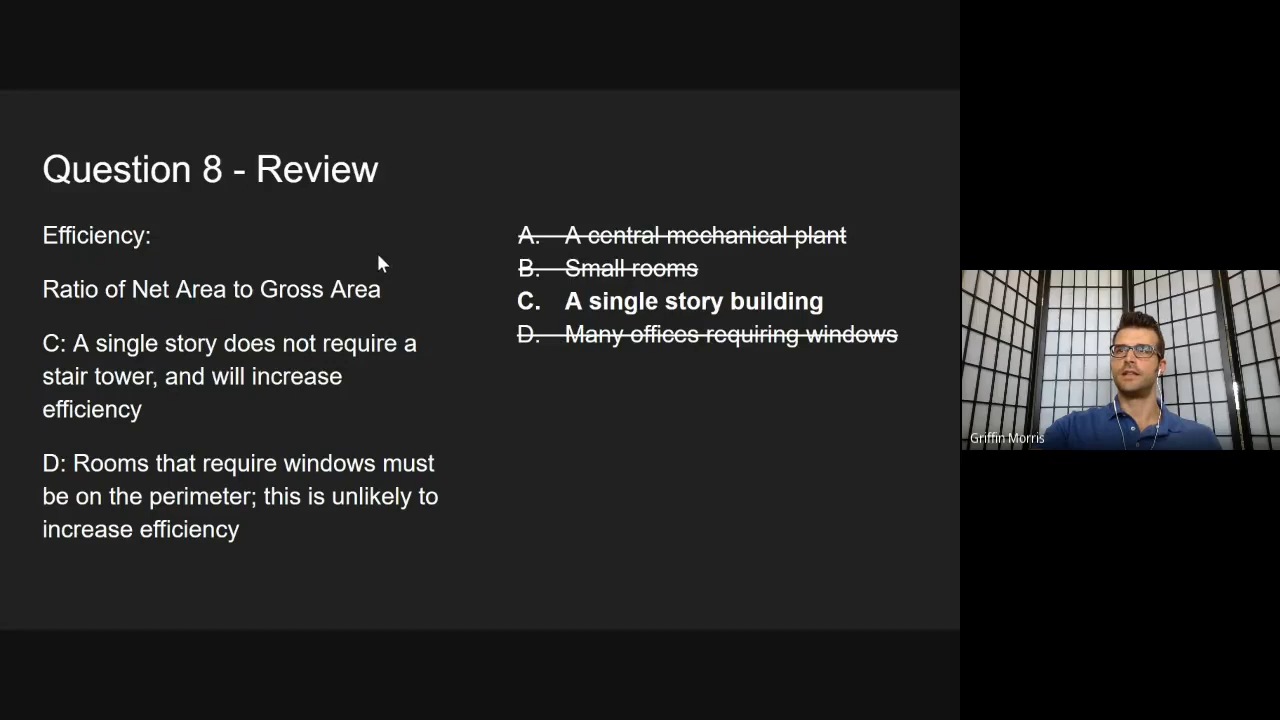 Question 8 - Review
Efficiency:
Ratio of Net Area to Gross Area
C: A single story does not require a
stair tower, and will increase
efficiency
D: Rooms that require windows must
be on the perimeter; this is unlikely to
increase efficiency
A. A central mechanical plant
B. Small rooms
C. A single story building
D. Many offices requiring windows
Griffin Morris